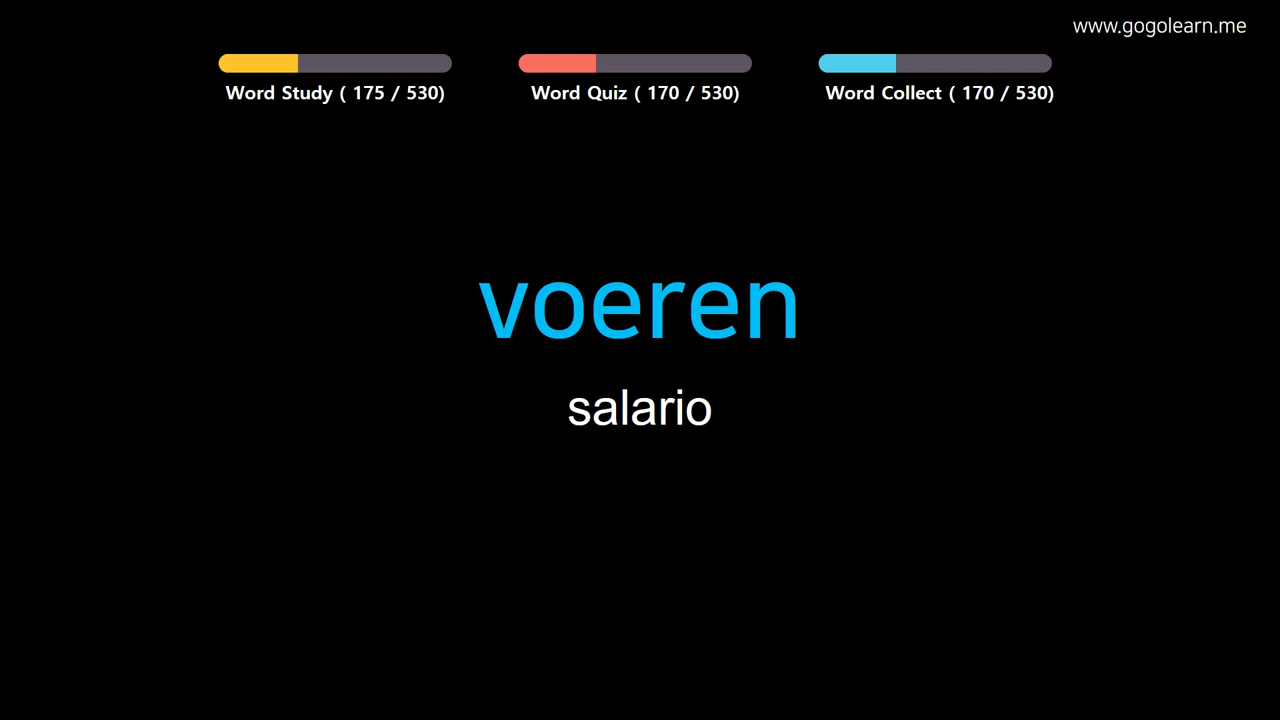 www.gogolearn.me
Word Study ( 175 / 530)
Word Quiz ( 170 / 530)
Word Collect ( 170 / 530)
voeren
salario